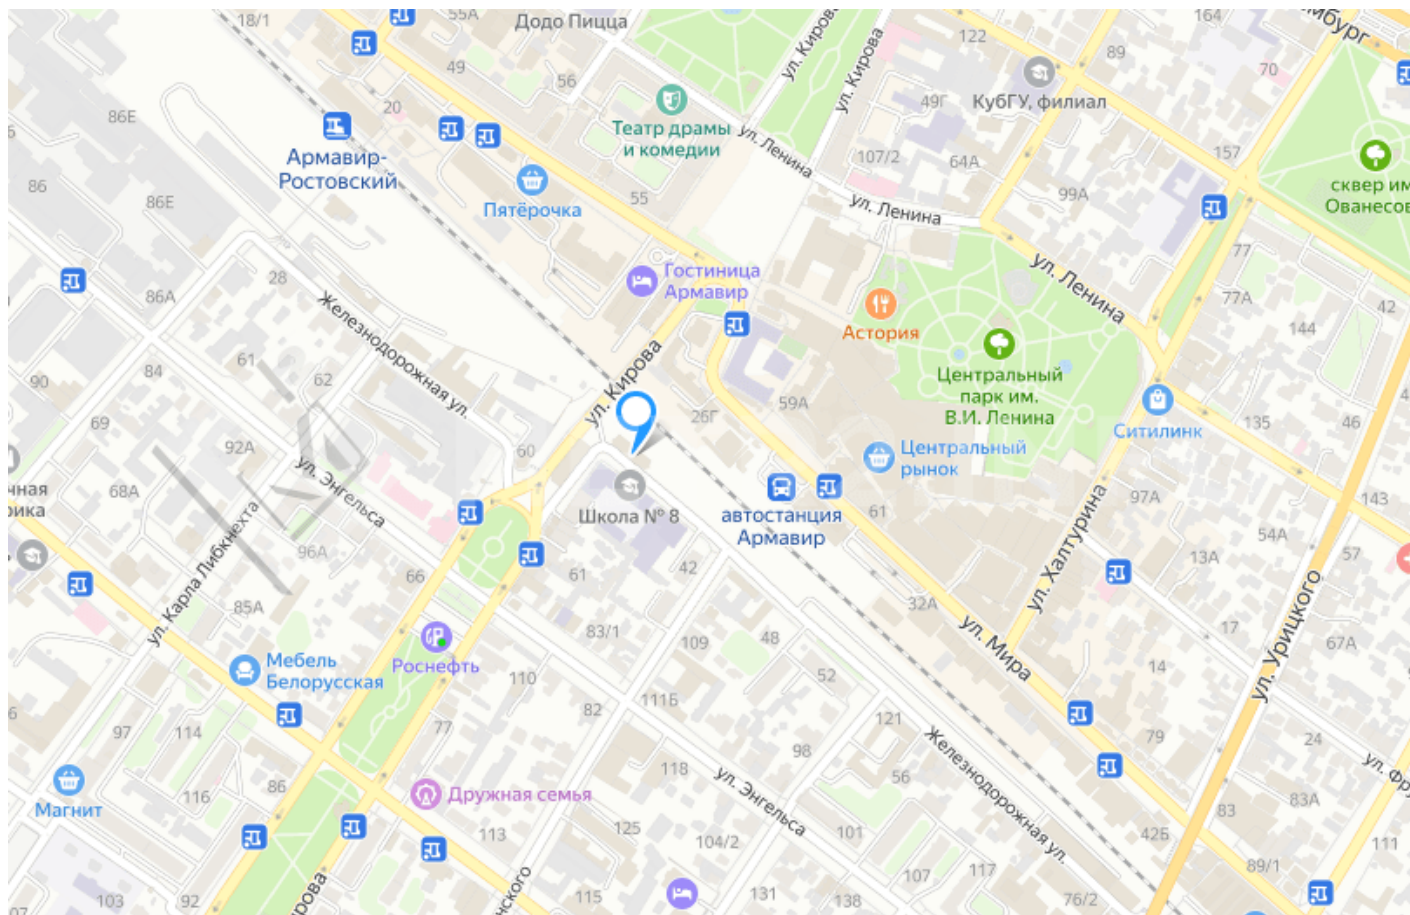 18/1
55А
Додо Пицца
164
122
89
70
49
56
КубГУ, филиал
49Г
86Е
20
Театр драмы
и комедии
ул. Кирова
ул. Кирова
ул. Ленина
107/2
64А
157
Армавир-
Ростовский
86
86Е
Пятёрочка
55
ул. Ленина
99А
сквер им
Ованесов
77
28
86А
Гостиница
Армавир
ул. Ленина
77А
42
144
Железнодорожная ул.
61
62
84
90
Астория
Центральный
парк им.
В.И. Ленина
ул. Кирова
26Г
59А
69
92А
60
Ситилинк
135
46
Центральный
рынок
чная
рика
68А
ул. Энгельса
Школа № 8
автостанция
Армавир
61
97А
143
54А
57
96А
66
61
42
13А
ул. Халтурина
ул. Карла Либкнехта
85А
83/1
109
48
32А
17
67А
ул. Мира
ул. Урицкого
Мебель
Белорусская
Роснефть
110
52
14
111Б
82
97
114
77
121
79
24
98
Железнодорожная ул.
118
56
ул. Энгельса
86
116
Магнит
Дружная семья
83
83А
113
125
104/2
101
42Б
111
103
92
115
131
138
107
117
76/2
89/1